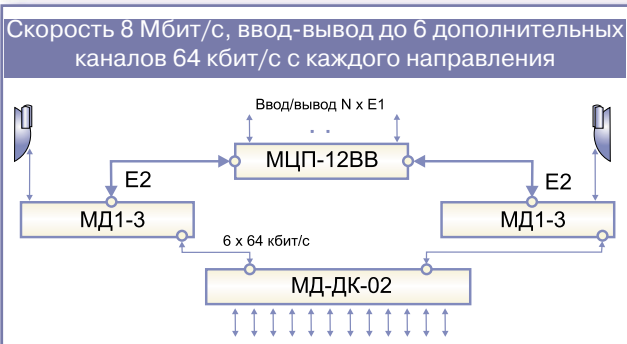 Скорость 8 Мбит/с, ввод-вывод до 6 дополнительных
каналов 64 кбит/с с каждого направления
Ввод/вывод N x E1
. .
МЦП-12ВВ
E2
E2
МД1-3
МД1-3
6 x 64 кбит/с
МД-ДК-02